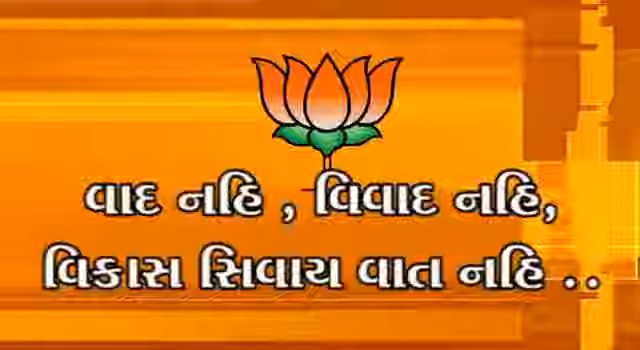 વાદ નહિ , વિવાદ નહિ,
વિકાસ સિવાય વાત નહિ ..